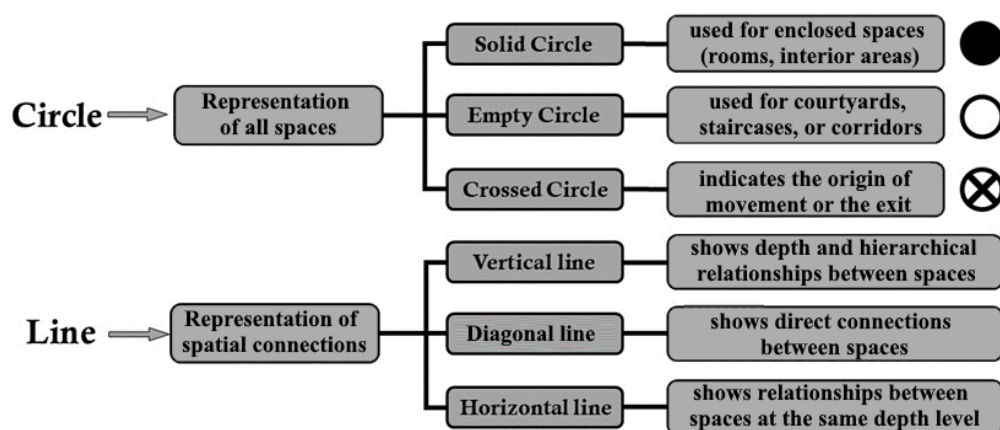 Circle
Representation
of all spaces
Solid Circle
used for enclosed spaces
(rooms, interior areas)
Empty Circle
used for courtyards,
staircases, or corridors
Crossed Circle
indicates the origin of
movement or the exit
Line
Representation of
spatial connections
Vertical line
shows depth and hierarchical
relationships between spaces
Diagonal line
shows direct connections
between spaces
Horizontal line
shows relationships between
spaces at the same depth level